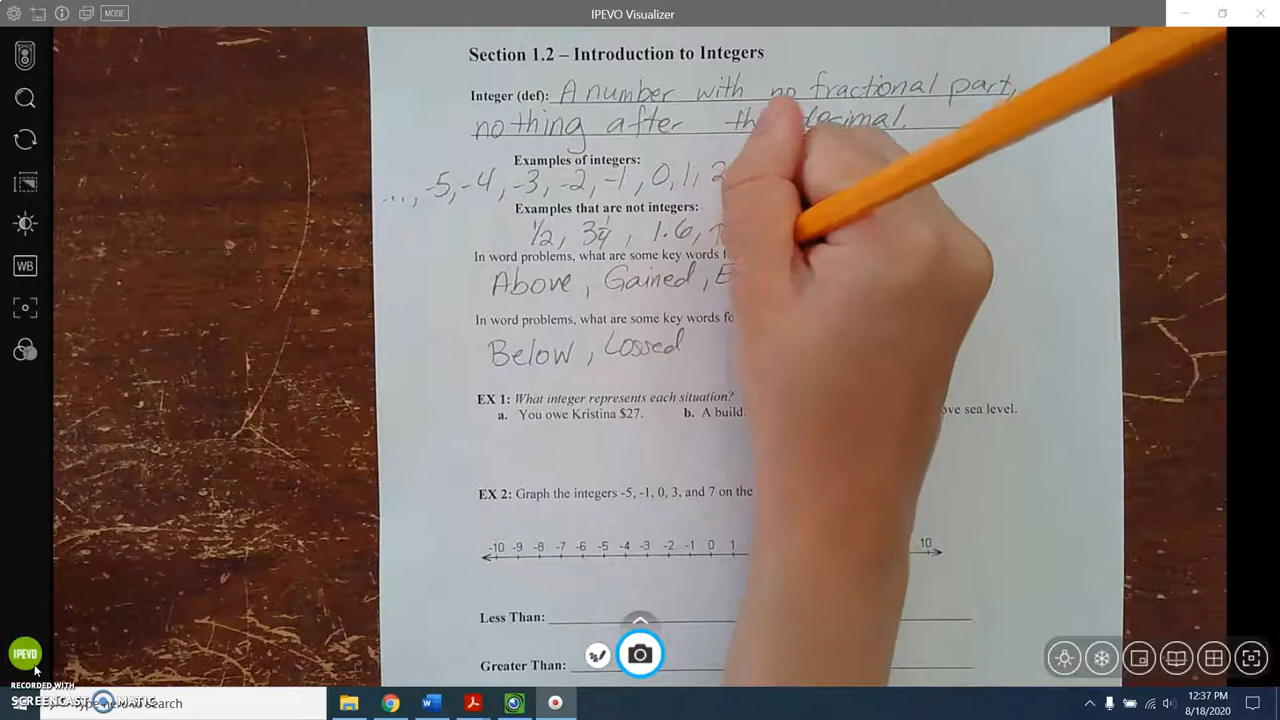 MODE
IPEVO Visualizer
Section 1.2 – Introduction to Integers
Integer (def): A number with no fractional part,
nothing after the decimal.
Examples of integers:
..., -5, -4, -3, -2, -1, 0, 1, 2
Examples that are not integers:
1/2, 3 1/4, 1.6,
In word problems, what are some key words
Above, Gained,
In word problems, what are some key words
Below, Lossed
EX 1: What integer represents each situation?
a. You owe Kristina $27. b. A build ove sea level.
EX 2: Graph the integers -5, -1, 0, 3, and 7 on the
-10 -9 -8 -7 -6 -5 -4 -3 -2 -1 0 1 10
Less Than:
Greater Than:
WB
IPEVO
RECORDED WITH
SCREENCAST MATIC
Type here to search
12:37 PM
8/18/2020